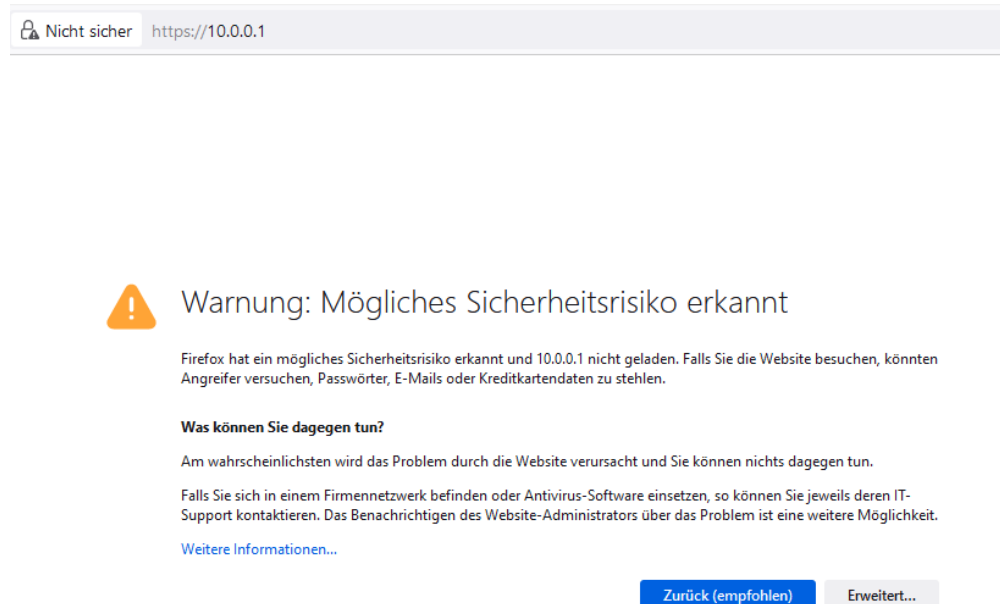 Nicht sicher https://10.0.0.1
Warnung: Mögliches Sicherheitsrisiko erkannt
Firefox hat ein mögliches Sicherheitsrisiko erkannt und 10.0.0.1 nicht geladen. Falls Sie die Website besuchen, könnten
Angreifer versuchen, Passwörter, E-Mails oder Kreditkartendaten zu stehlen.
Was können Sie dagegen tun?
Am wahrscheinlichsten wird das Problem durch die Website verursacht und Sie können nichts dagegen tun.
Falls Sie sich in einem Firmennetzwerk befinden oder Antivirus-Software einsetzen, so können Sie jeweils deren IT-
Support kontaktieren. Das Benachrichtigen des Website-Administrators über das Problem ist eine weitere Möglichkeit.
Weitere Informationen...
Zurück (empfohlen) Erweitert...